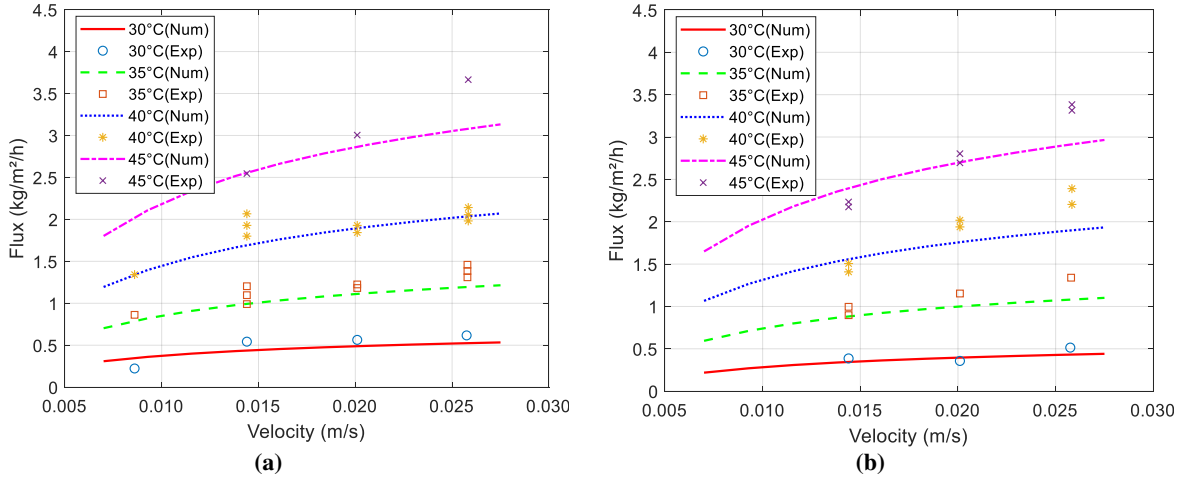 4.5
4
3.5
3
2.5
2
1.5
1
0.5
0
Flux (kg/m²/h)
30°C(Num)
30°C(Exp)
35°C(Num)
35°C(Exp)
40°C(Num)
40°C(Exp)
45°C(Num)
45°C(Exp)
0.005 0.010 0.015 0.020 0.025 0.030
Velocity (m/s)
(a)
4.5
4
3.5
3
2.5
2
1.5
1
0.5
0
Flux (kg/m²/h)
30°C(Num)
30°C(Exp)
35°C(Num)
35°C(Exp)
40°C(Num)
40°C(Exp)
45°C(Num)
45°C(Exp)
0.005 0.010 0.015 0.020 0.025 0.030
Velocity (m/s)
(b)